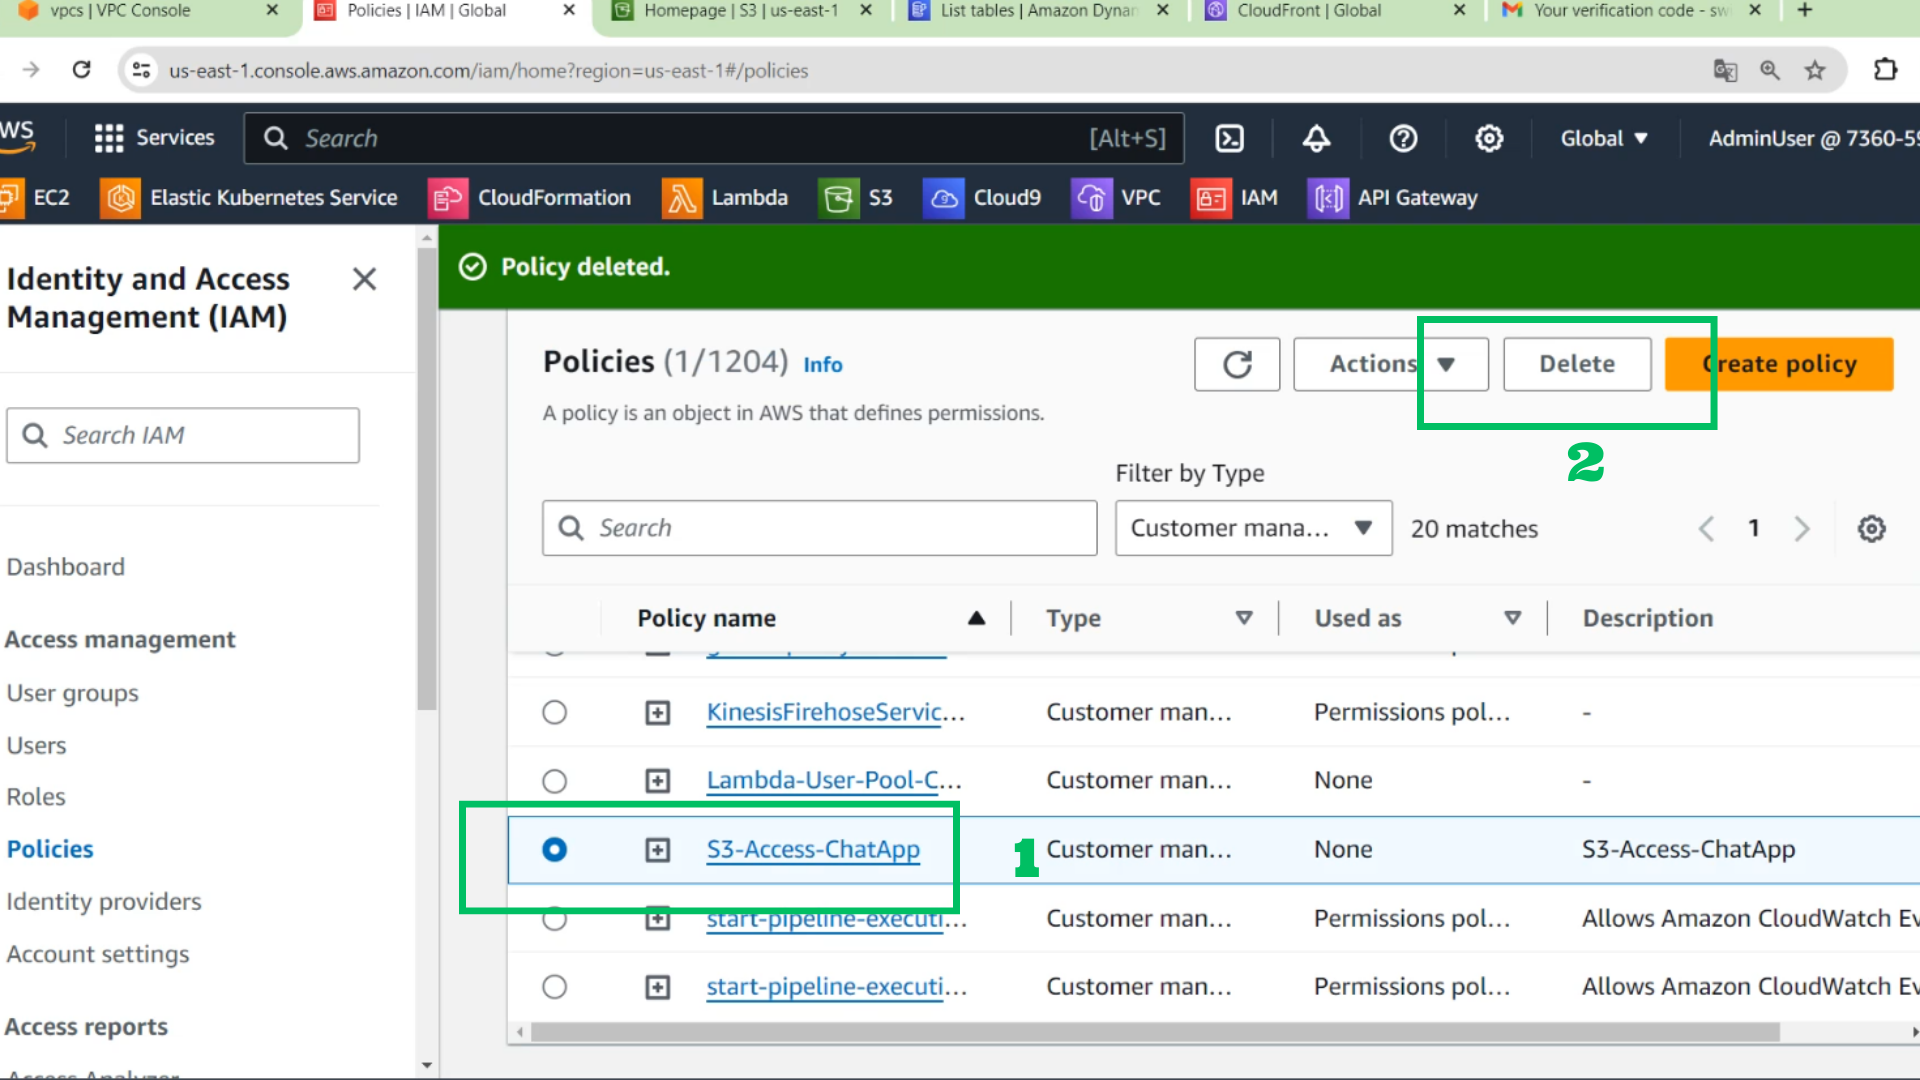 vpcs | VPC Console
Policies | IAM | Global
Homepage | S3 | us-east-1
List tables | Amazon Dynan
CloudFront | Global
Your verification code - sw
us-east-1.console.aws.amazon.com/iam/home?region=us-east-1#/policies
Services
Search
[Alt+S]
Global
AdminUser @ 7360-59
EC2
Elastic Kubernetes Service
CloudFormation
Lambda
S3
Cloud9
VPC
IAM
API Gateway
Identity and Access
Management (IAM)
Search IAM
Dashboard
Access management
User groups
Users
Roles
Policies
Identity providers
Account settings
Access reports
Policy deleted.
Policies (1/1204) Info
Actions
Delete
Create policy
A policy is an object in AWS that defines permissions.
2
Filter by Type
Search
Customer mana...
20 matches
1
Policy name
Type
Used as
Description
KinesisFirehoseServic... Customer man... Permissions pol... -
Lambda-User-Pool-C... Customer man... None -
S3-Access-ChatApp 1 Customer man... None S3-Access-ChatApp
start-pipeline-executi... Customer man... Permissions pol... Allows Amazon CloudWatch Ev
start-pipeline-executi... Customer man... Permissions pol... Allows Amazon CloudWatch Ev